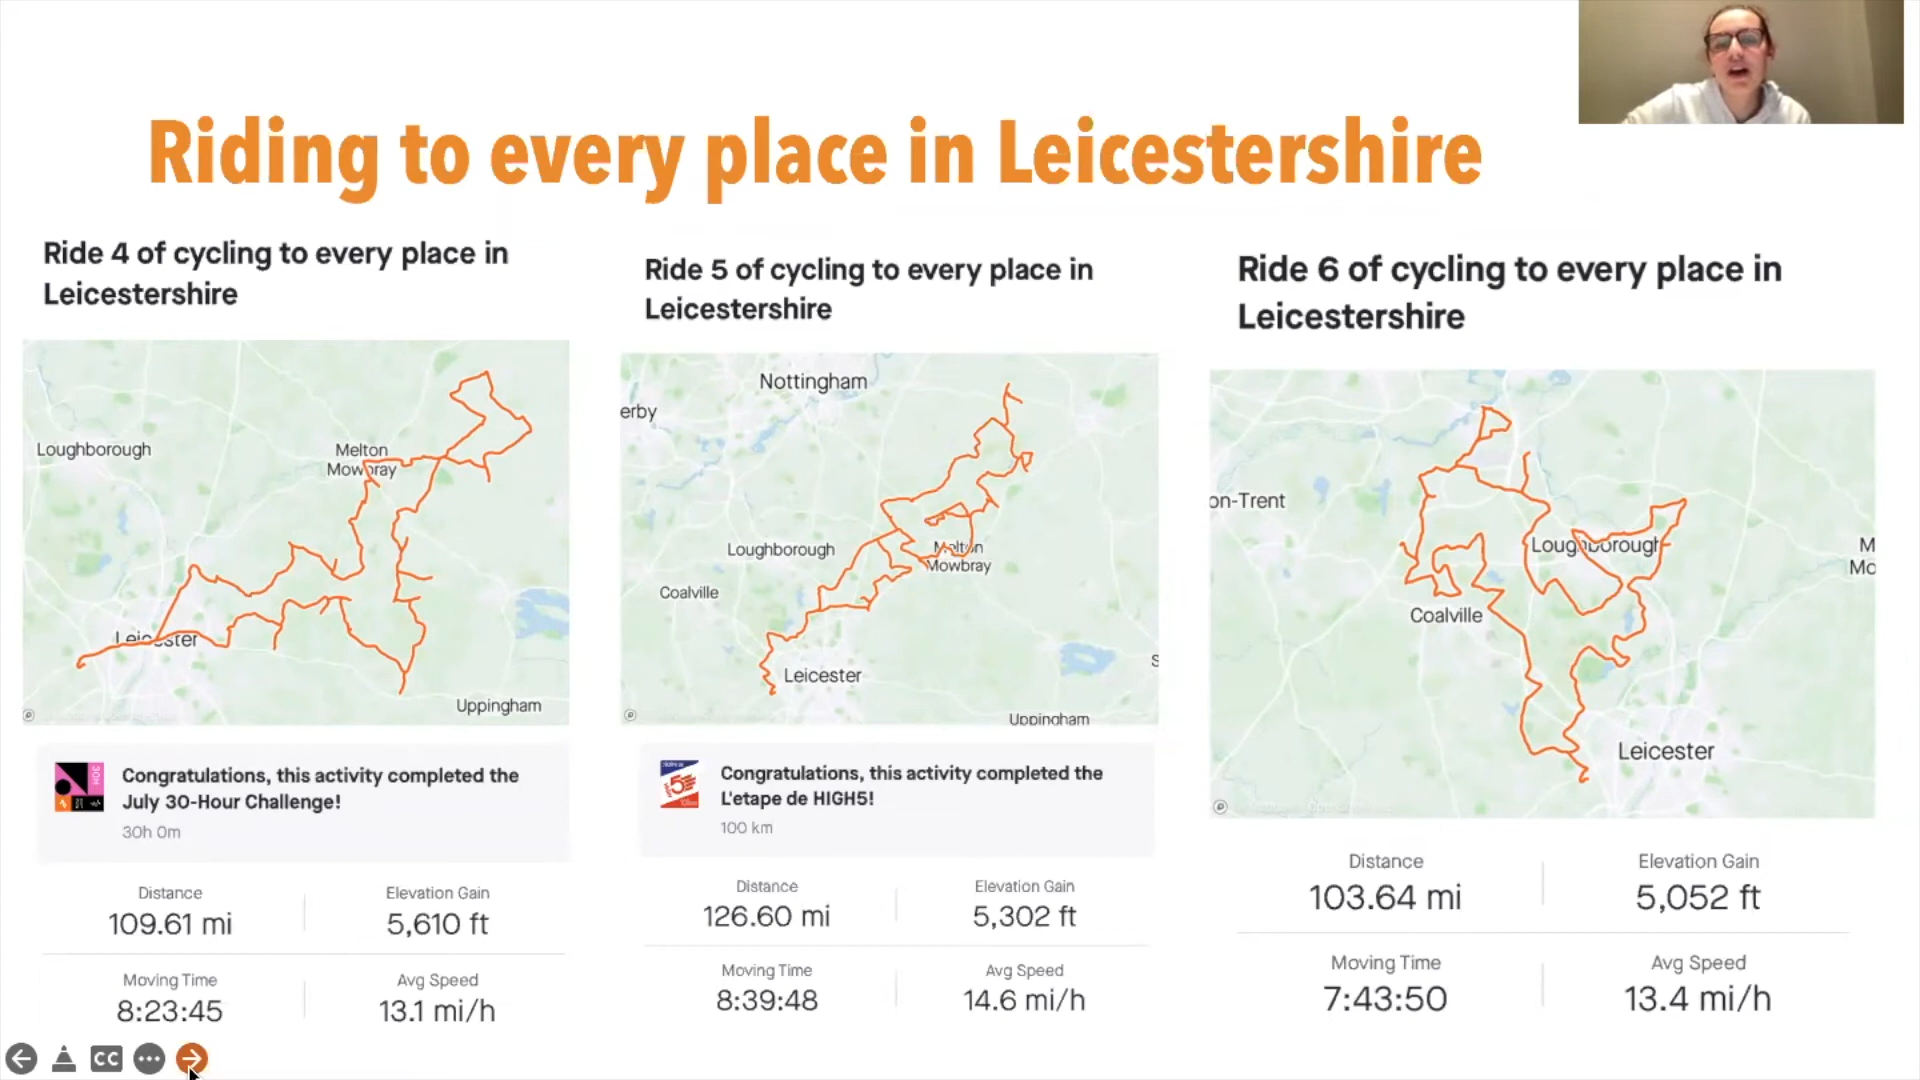 Riding to every place in Leicestershire
Ride 4 of cycling to every place in
Leicestershire
Loughborough
Melton
Mowbray
Leicester
Uppingham
Congratulations, this activity completed the
July 30-Hour Challenge!
30h 0m
Distance
109.61 mi
Elevation Gain
5,610 ft
Moving Time
8:23:45
Avg Speed
13.1 mi/h
Ride 5 of cycling to every place in
Leicestershire
Nottingham
erby
Loughborough
Melton
Mowbray
Coalville
Leicester
S
Uppingham
Congratulations, this activity completed the
L'etape de HIGH5!
100 km
Distance
126.60 mi
Elevation Gain
5,302 ft
Moving Time
8:39:48
Avg Speed
14.6 mi/h
Ride 6 of cycling to every place in
Leicestershire
on-Trent
Loughborough
M
Mo
Coalville
Leicester
Distance
103.64 mi
Elevation Gain
5,052 ft
Moving Time
7:43:50
Avg Speed
13.4 mi/h
CC